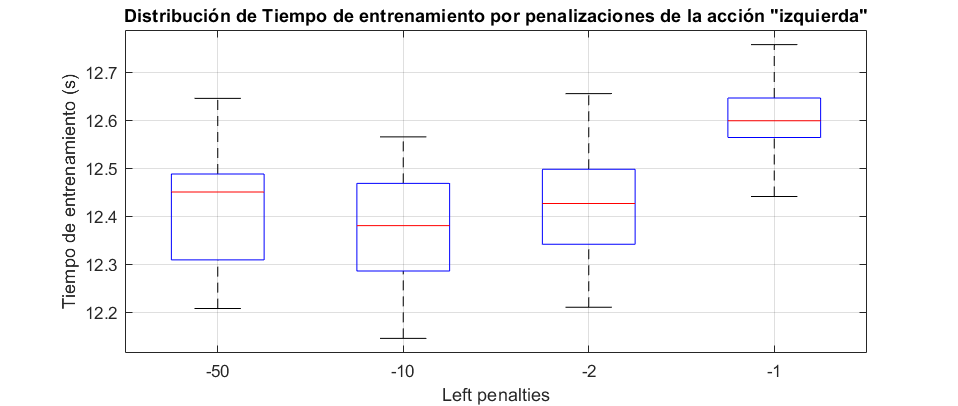 Distribución de Tiempo de entrenamiento por penalizaciones de la acción "izquierda"
Tiempo de entrenamiento (s)
12.7
12.6
12.5
12.4
12.3
12.2
-50 -10 -2 -1
Left penalties